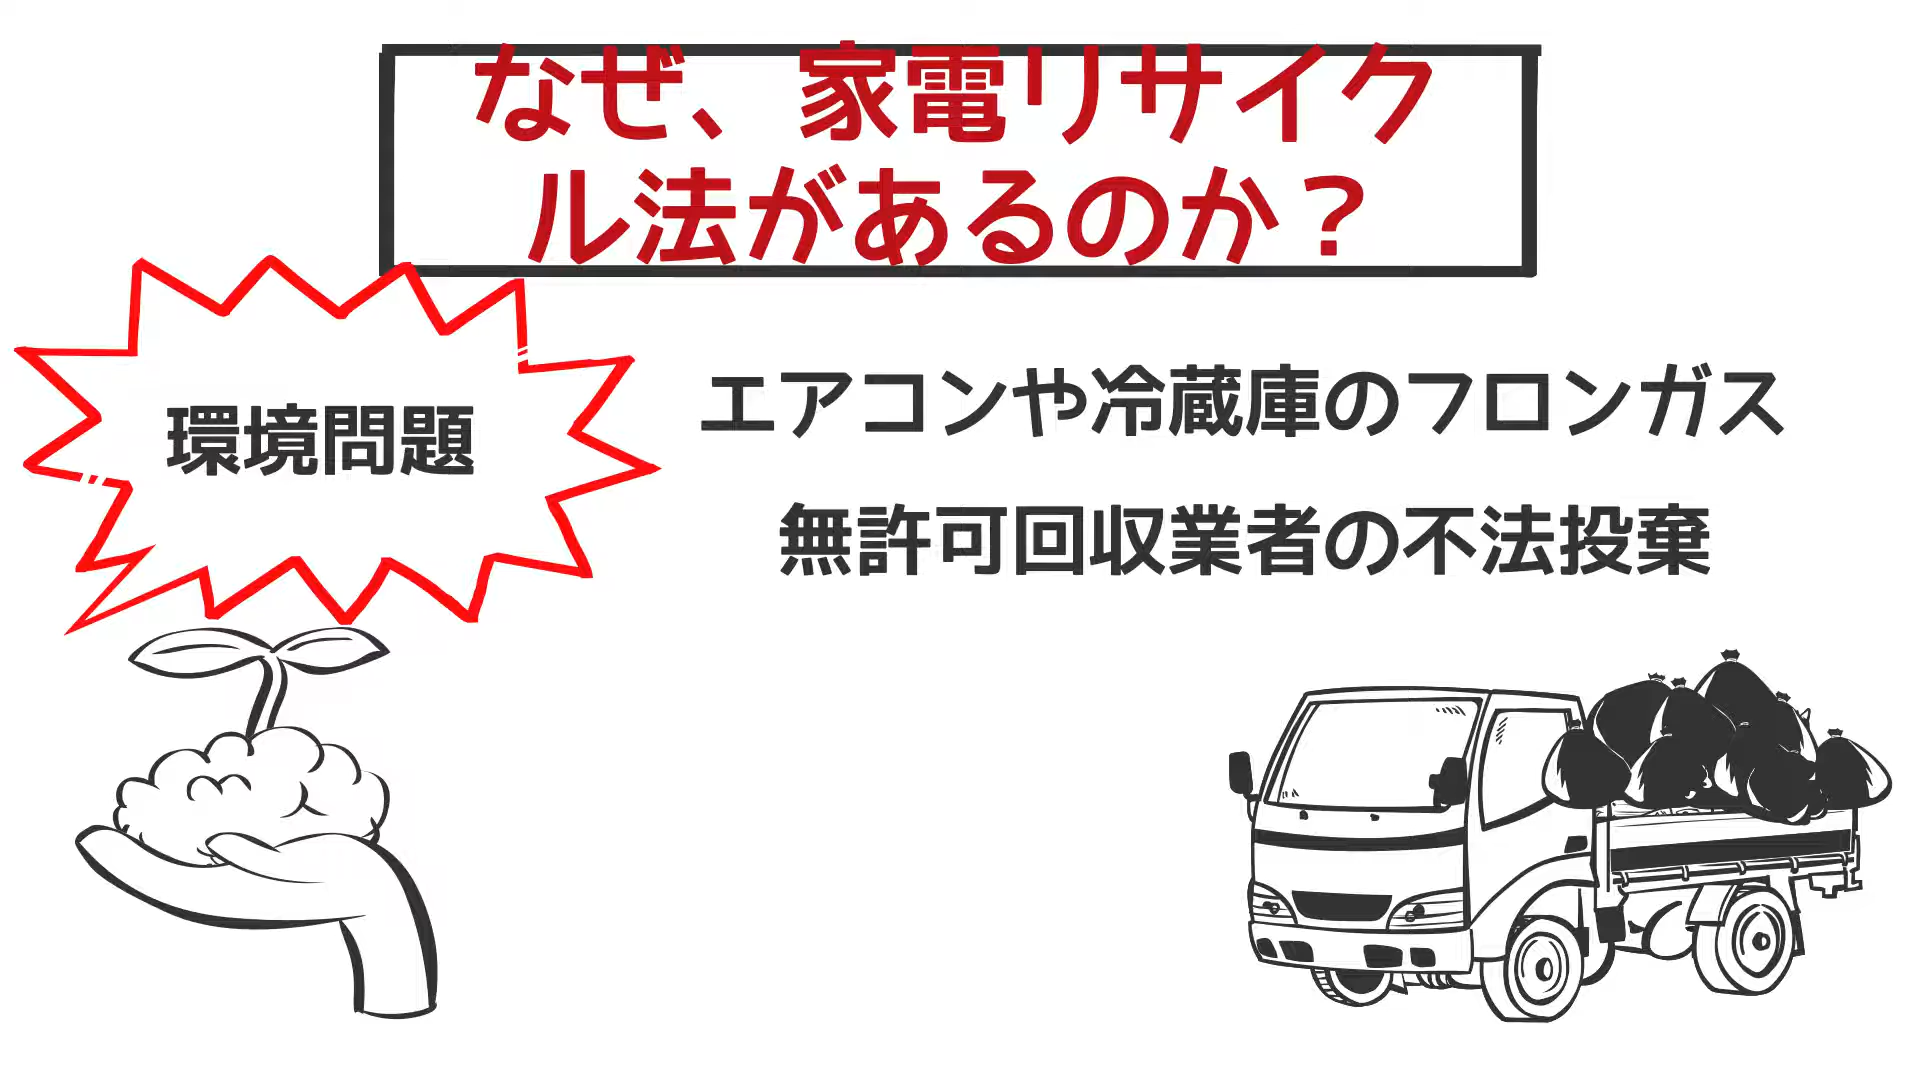 なぜ、家電リサイク
ル法があるのか？
環境問題
エアコンや冷蔵庫のフロンガス
無許可回収業者の不法投棄